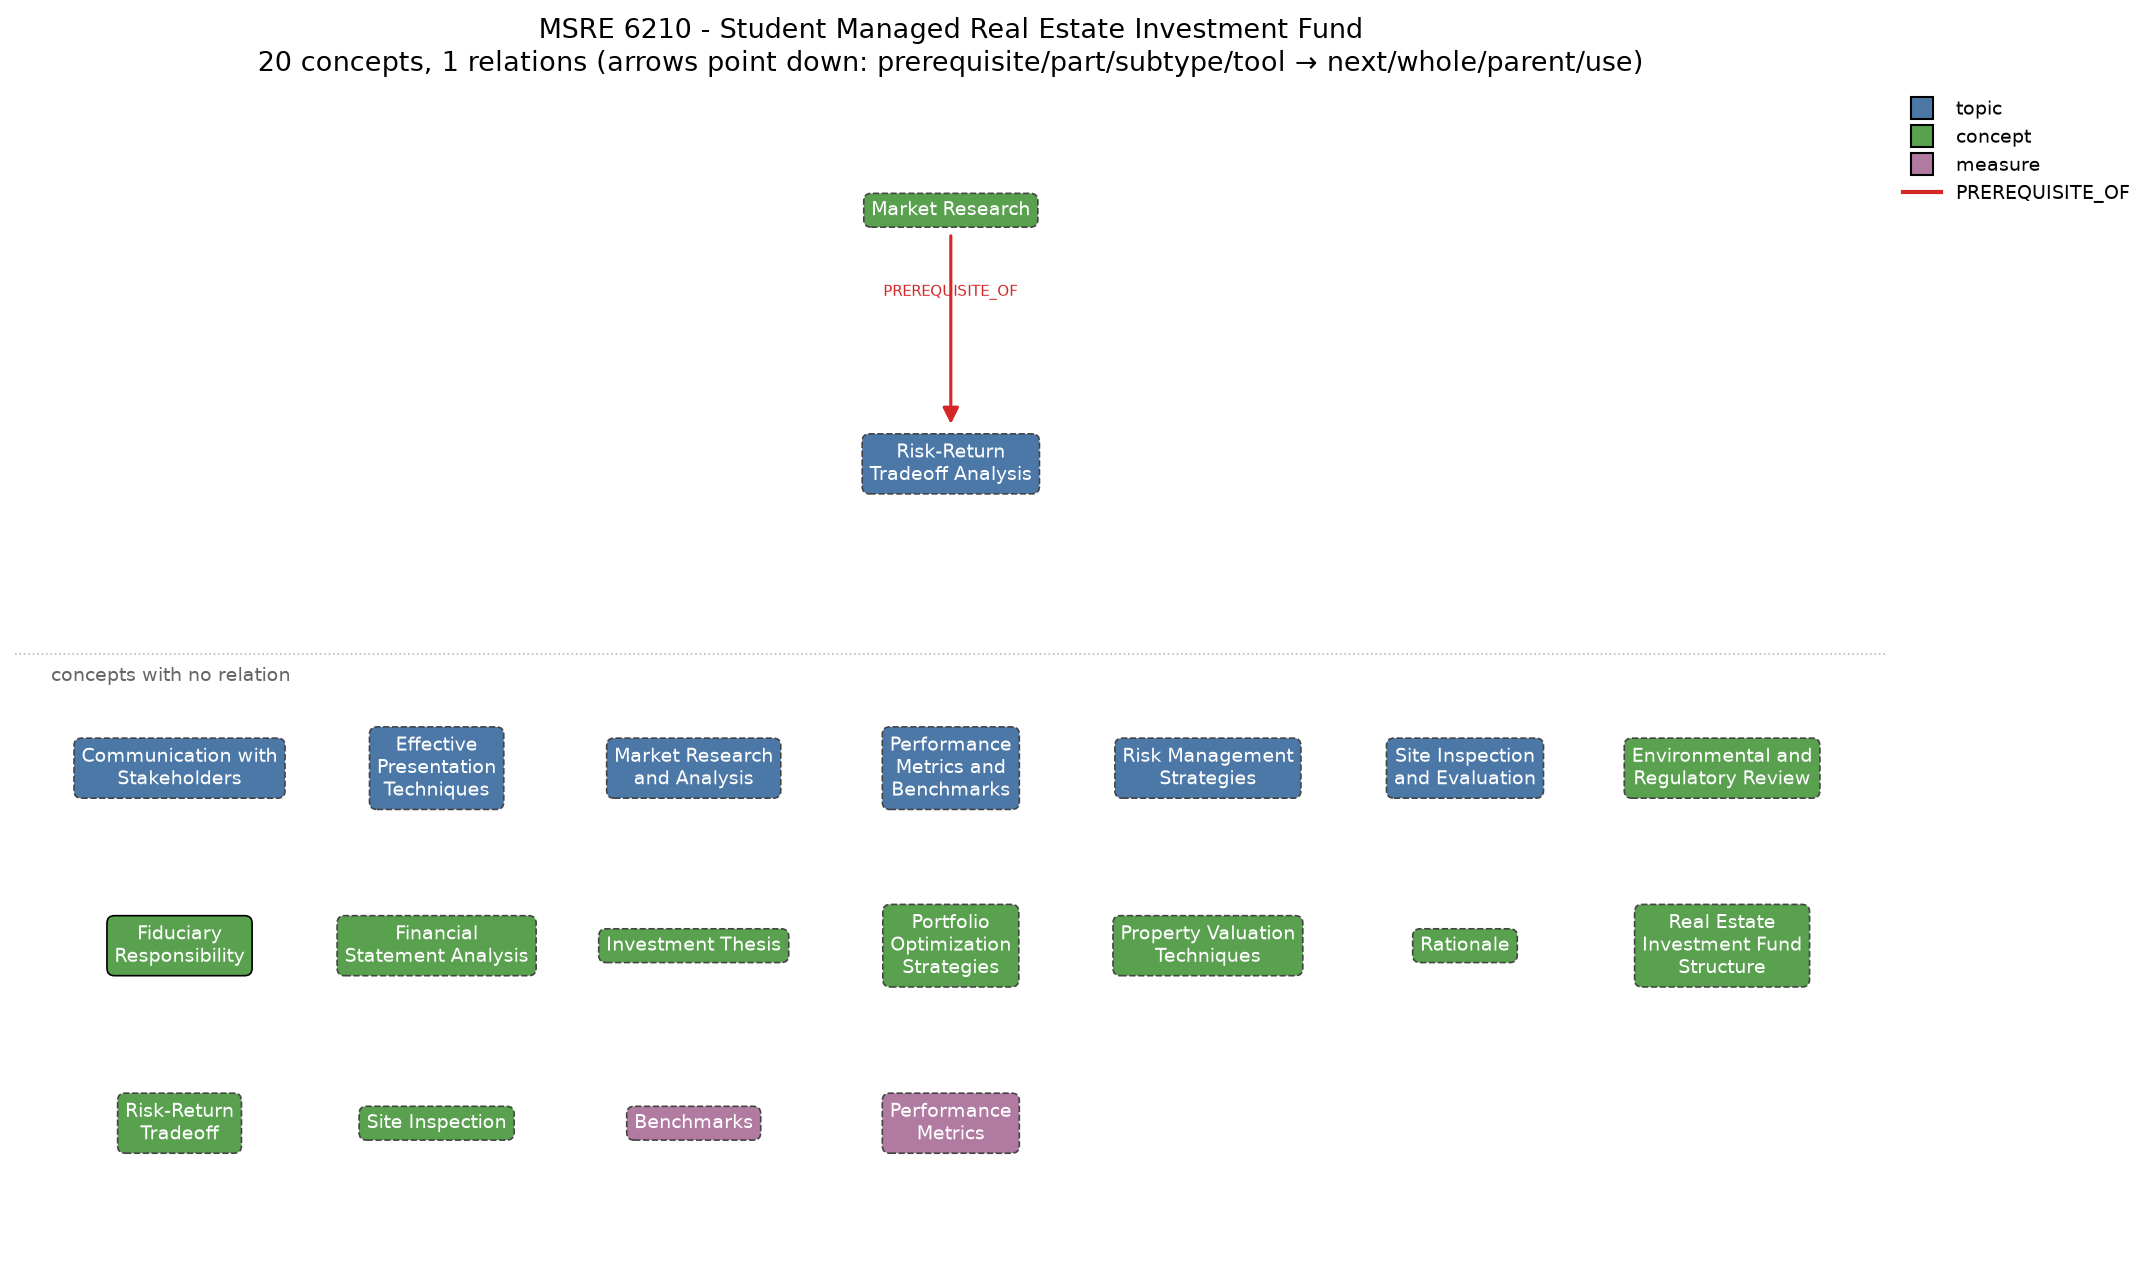 MSRE 6210 - Student Managed Real Estate Investment Fund
20 concepts, 1 relations (arrows point down: prerequisite/part/subtype/tool → next/whole/parent/use)
topic
concept
measure
PREREQUISITE_OF
Market Research
PREREQUISITE_OF
Risk-Return
Tradeoff Analysis
concepts with no relation
Communication with
Stakeholders
Effective
Presentation
Techniques
Market Research
and Analysis
Performance
Metrics and
Benchmarks
Risk Management
Strategies
Site Inspection
and Evaluation
Environmental and
Regulatory Review
Fiduciary
Responsibility
Financial
Statement Analysis
Investment Thesis
Portfolio
Optimization
Strategies
Property Valuation
Techniques
Rationale
Real Estate
Investment Fund
Structure
Risk-Return
Tradeoff
Site Inspection
Benchmarks
Performance
Metrics